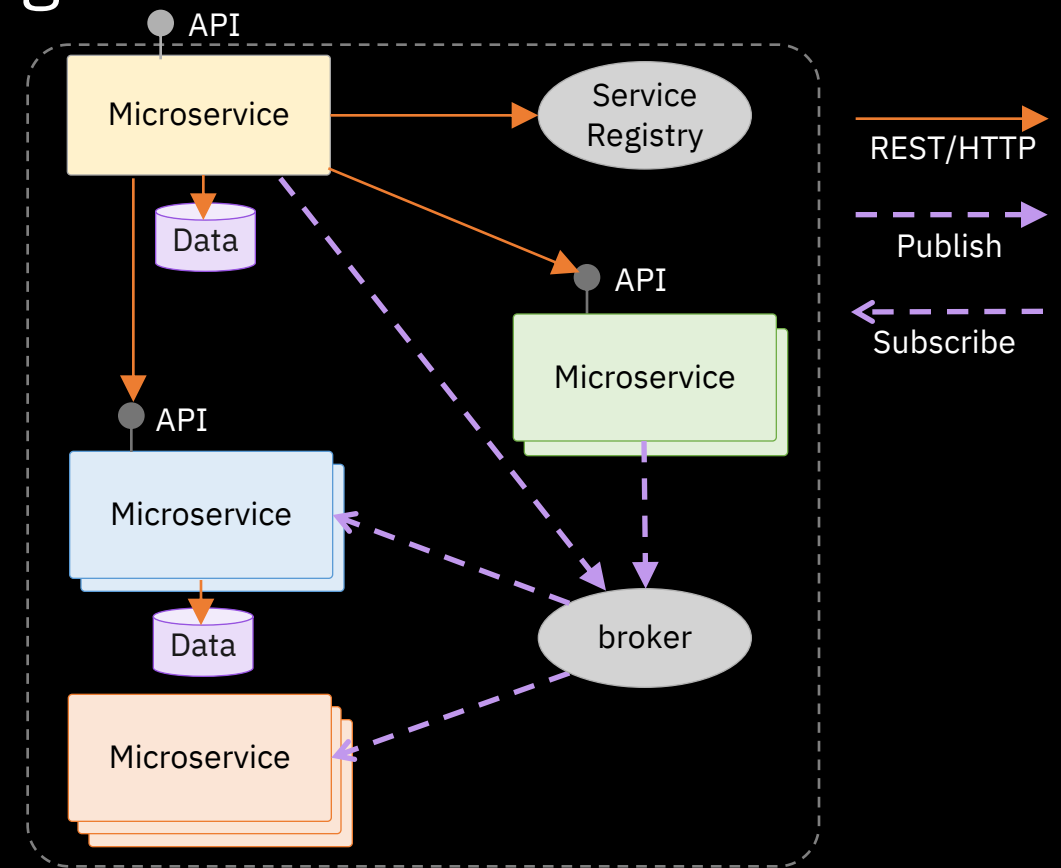 g
API
Microservice
Service
Registry
REST/HTTP
Data
Publish
API
Subscribe
Microservice
API
Microservice
broker
Data
Microservice